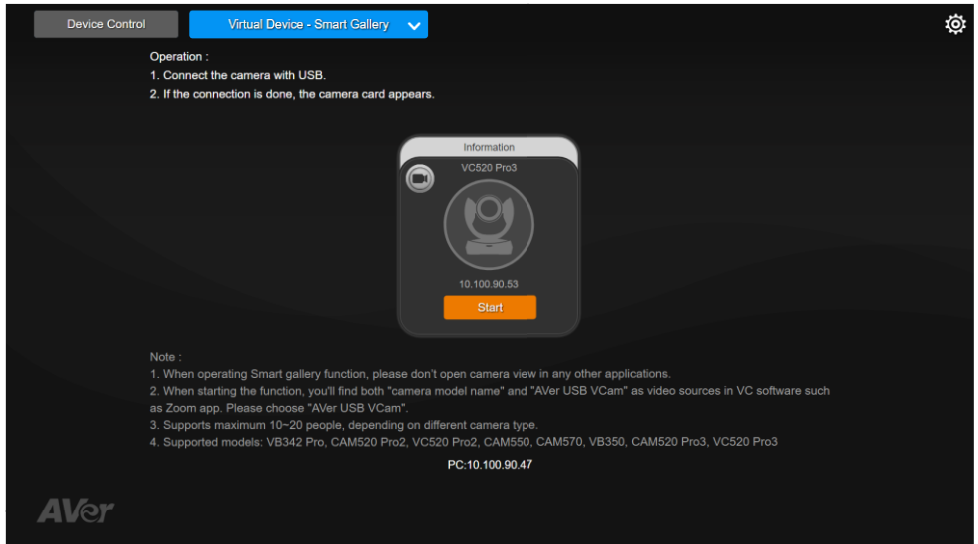 Device Control
Virtual Device - Smart Gallery
Operation :
1. Connect the camera with USB.
2. If the connection is done, the camera card appears.
Information
VC520 Pro3
10.100.90.53
Start
Note :
1. When operating Smart gallery function, please don't open camera view in any other applications.
2. When starting the function, you'll find both "camera model name" and "AVer USB VCam" as video sources in VC software such
as Zoom app. Please choose "AVer USB VCam".
3. Supports maximum 10~20 people, depending on different camera type.
4. Supported models: VB342 Pro, CAM520 Pro2, VC520 Pro2, CAM550, CAM570, VB350, CAM520 Pro3, VC520 Pro3
PC:10.100.90.47
AVer